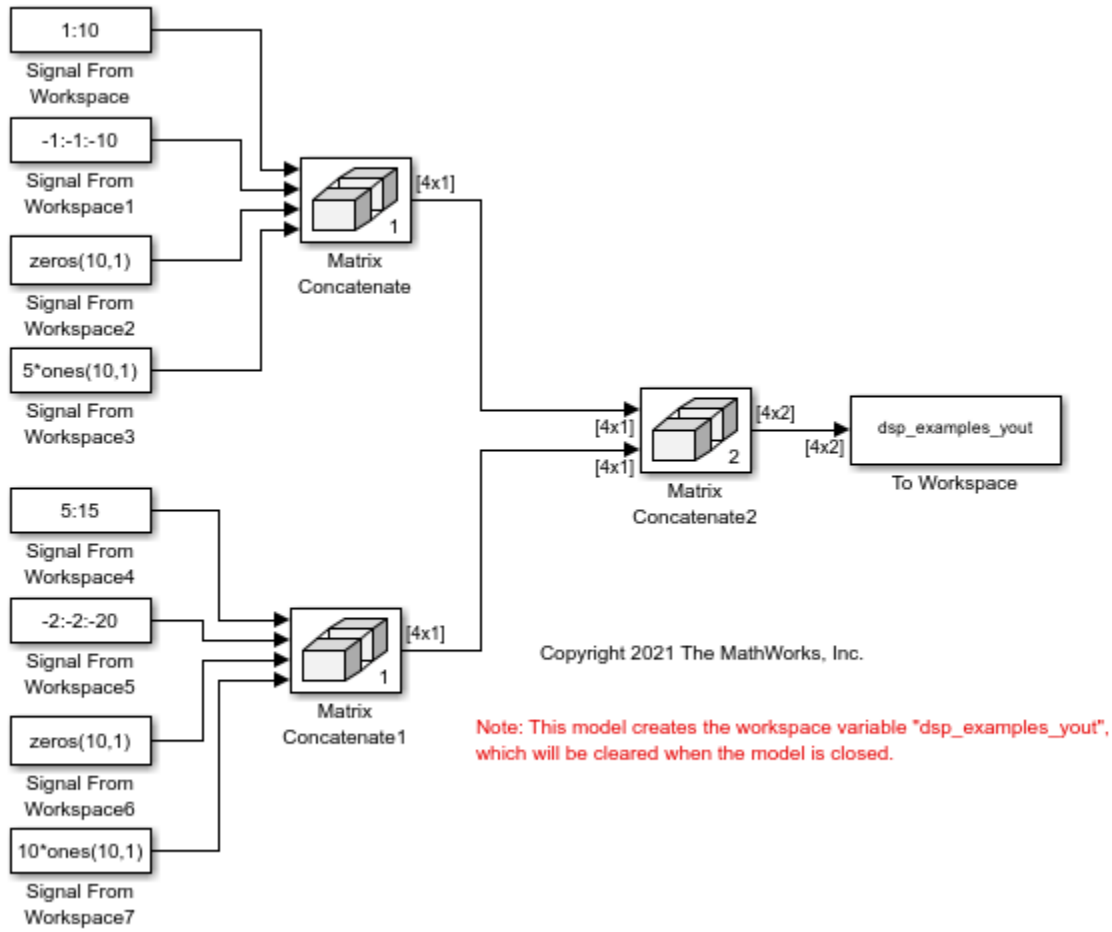 1:10
Signal From
Workspace
-1:-1:-10
Signal From
Workspace1
zeros(10,1)
Signal From
Workspace2
5*ones(10,1)
Signal From
Workspace3
1
[4x1]
Matrix
Concatenate
5:15
Signal From
Workspace4
-2:-2:-20
Signal From
Workspace5
zeros(10,1)
Signal From
Workspace6
10*ones(10,1)
Signal From
Workspace7
1
[4x1]
Matrix
Concatenate1
[4x1]
[4x1]
2
[4x2]
Matrix
Concatenate2
[4x2]
dsp_examples_yout
To Workspace
Copyright 2021 The MathWorks, Inc.
Note: This model creates the workspace variable "dsp_examples_yout",
which will be cleared when the model is closed.